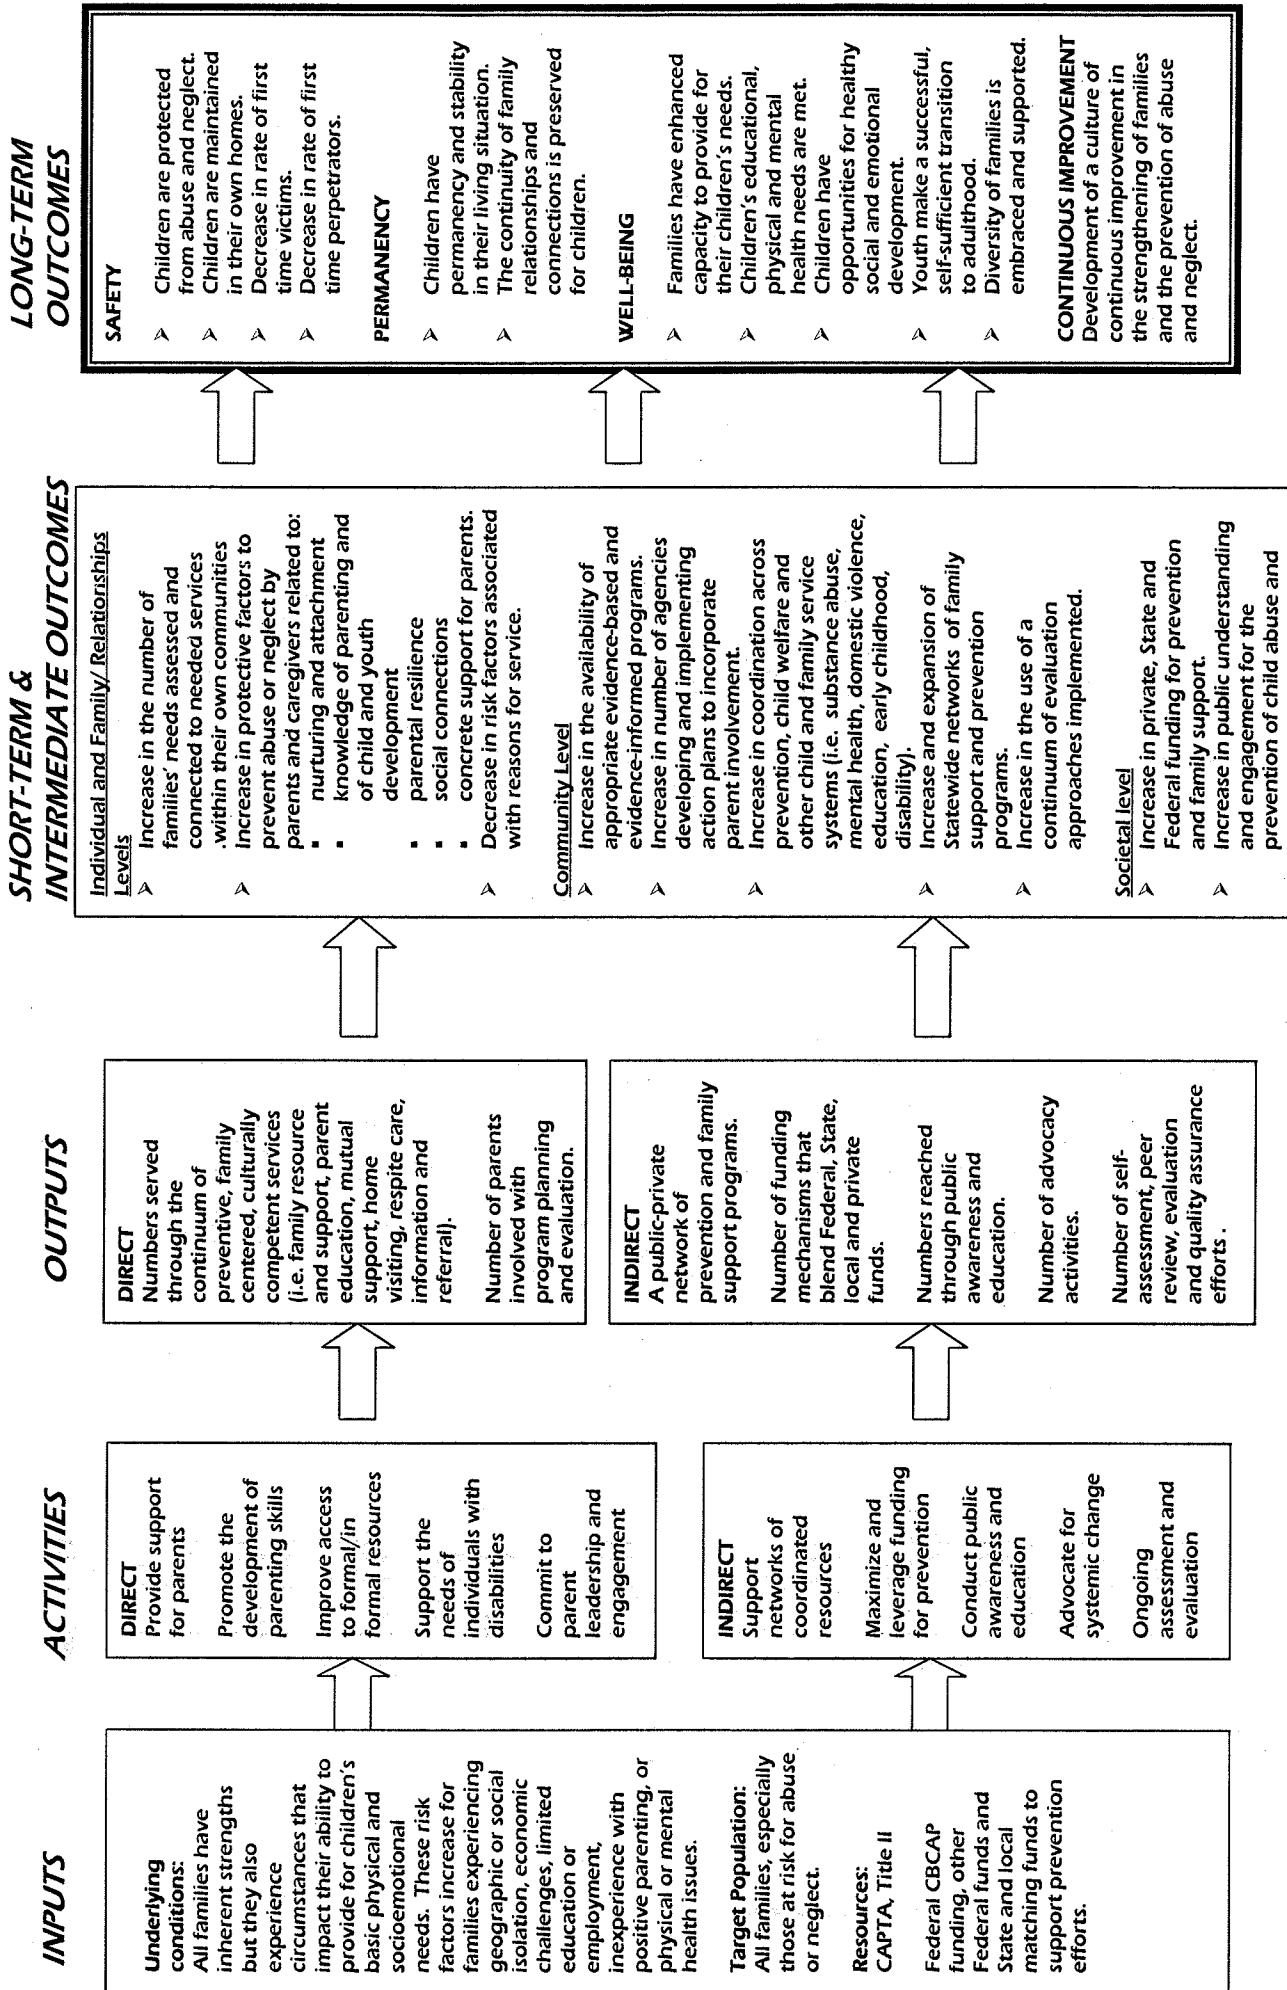 INPUTS
Underlying
conditions:
All families have
inherent strengths
but they also
experience
circumstances that
impact their ability to
provide for children's
basic physical and
socioemotional
needs. These risk
factors increase for
families experiencing
geographic or social
isolation, economic
challenges, limited
education or
employment,
inexperience with
positive parenting, or
physical or mental
health issues.
Target Population:
All families, especially
those at risk for abuse
or neglect.
Resources:
CAPTA, Title II
Federal CBCAP
funding, other
Federal funds and
State and local
matching funds to
support prevention
efforts.
ACTIVITIES
DIRECT
Provide support
for parents
Promote the
development of
parenting skills
Improve access
to formal/in
formal resources
Support the
needs of
individuals with
disabilities
Commit to
parent
leadership and
engagement
INDIRECT
Support
networks of
coordinated
resources
Maximize and
leverage funding
for prevention
Conduct public
awareness and
education
Advocate for
systemic change
Ongoing
assessment and
evaluation
OUTPUTS
DIRECT
Numbers served
through the
continuum of
preventive, family
centered, culturally
competent services
(i.e. family resource
and support, parent
education, mutual
support, home
visiting, respite care,
information and
referral).
Number of parents
involved with
program planning
and evaluation.
INDIRECT
A public-private
network of
prevention and family
support programs.
Number of funding
mechanisms that
blend Federal, State,
local and private
funds.
Numbers reached
through public
awareness and
education.
Number of advocacy
activities.
Number of self-
assessment, peer
review, evaluation
and quality assurance
efforts .
SHORT-TERM &
INTERMEDIATE OUTCOMES
Individual and Family/ Relationships
Levels
➢ Increase in the number of
families' needs assessed and
connected to needed services
.within their own communities
➢ Increase in protective factors to
prevent abuse or neglect by
parents and caregivers related to:
▪ nurturing and attachment
▪ knowledge of parenting and
of child and youth
development
▪ parental resilience
▪ social connections
▪ concrete support for parents.
➢ Decrease in risk factors associated
with reasons for service.
Community Level
➢ Increase in the availability of
appropriate evidence-based and
evidence-informed programs.
➢ Increase in number of agencies
developing and implementing
action plans to incorporate
parent involvement.
➢ Increase in coordination across
prevention, child welfare and
other child and family service
systems (i.e. substance abuse,
mental health, domestic violence,
education, early childhood,
disability).
➢ Increase and expansion of
Statewide networks of family
support and prevention
programs.
➢ Increase in the use of a
continuum of evaluation
approaches implemented.
Societal level
➢ Increase in private, State and
Federal funding for prevention
and family support.
➢ Increase in public understanding
and engagement for the
prevention of child abuse and
LONG-TERM
OUTCOMES
SAFETY
➢ Children are protected
from abuse and neglect.
➢ Children are maintained
in their own homes.
➢ Decrease in rate of first
time victims.
➢ Decrease in rate of first
time perpetrators.
PERMANENCY
➢ Children have
permanency and stability
in their living situation.
➢ The continuity of family
relationships and
connections is preserved
for children.
WELL-BEING
➢ Families have enhanced
capacity to provide for
their children's needs.
➢ Children's educational,
physical and mental
health needs are met.
➢ Children have
opportunities for healthy
social and emotional
development.
➢ Youth make a successful,
self-sufficient transition
to adulthood.
➢ Diversity of families is
embraced and supported.
CONTINUOUS IMPROVEMENT
Development of a culture of
continuous improvement in
the strengthening of families
and the prevention of abuse
and neglect.